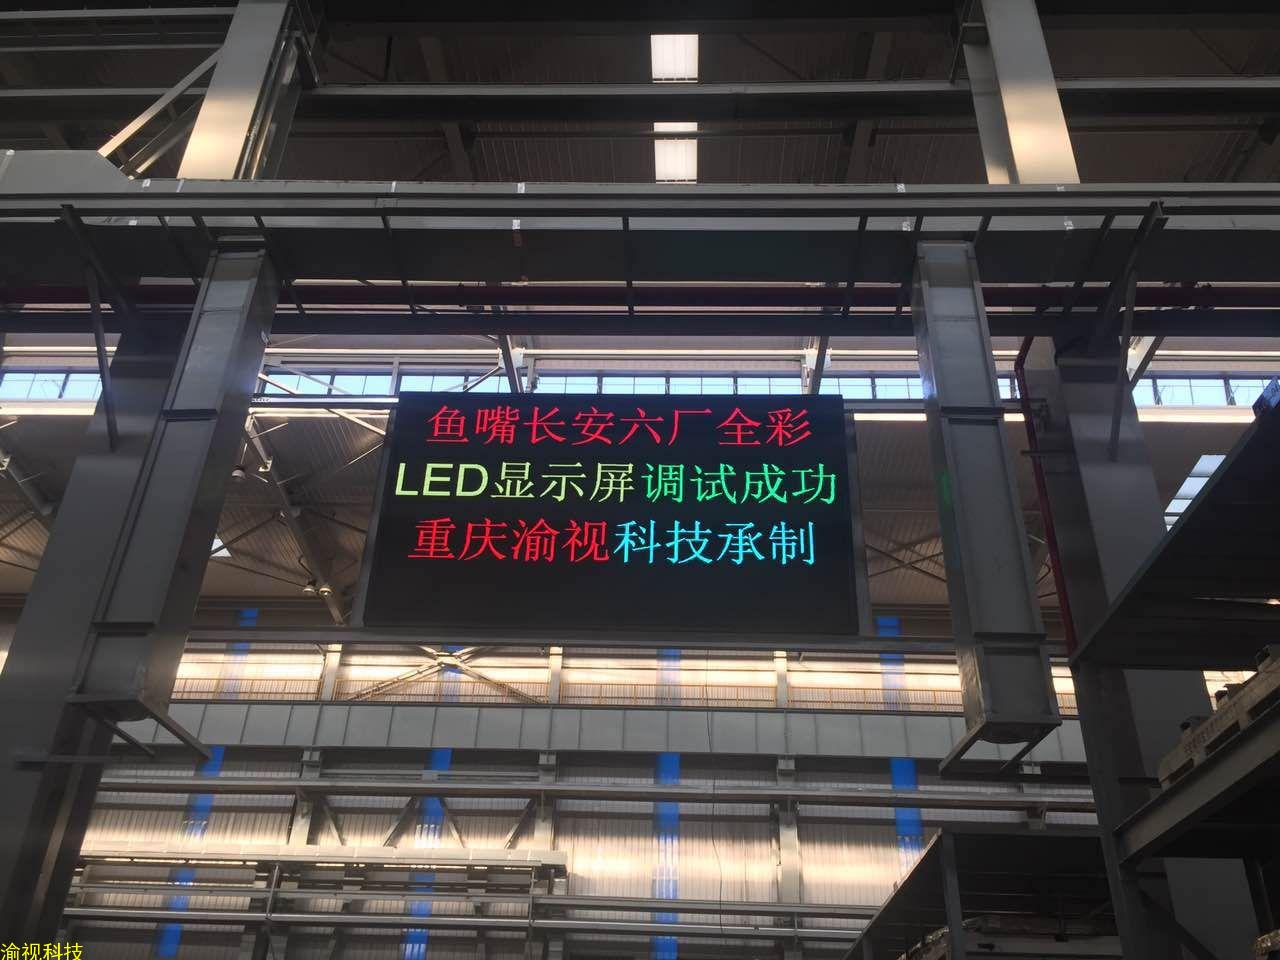 鱼嘴长安六厂全彩
LED显示屏调试成功
重庆渝视科技承制
渝视科技